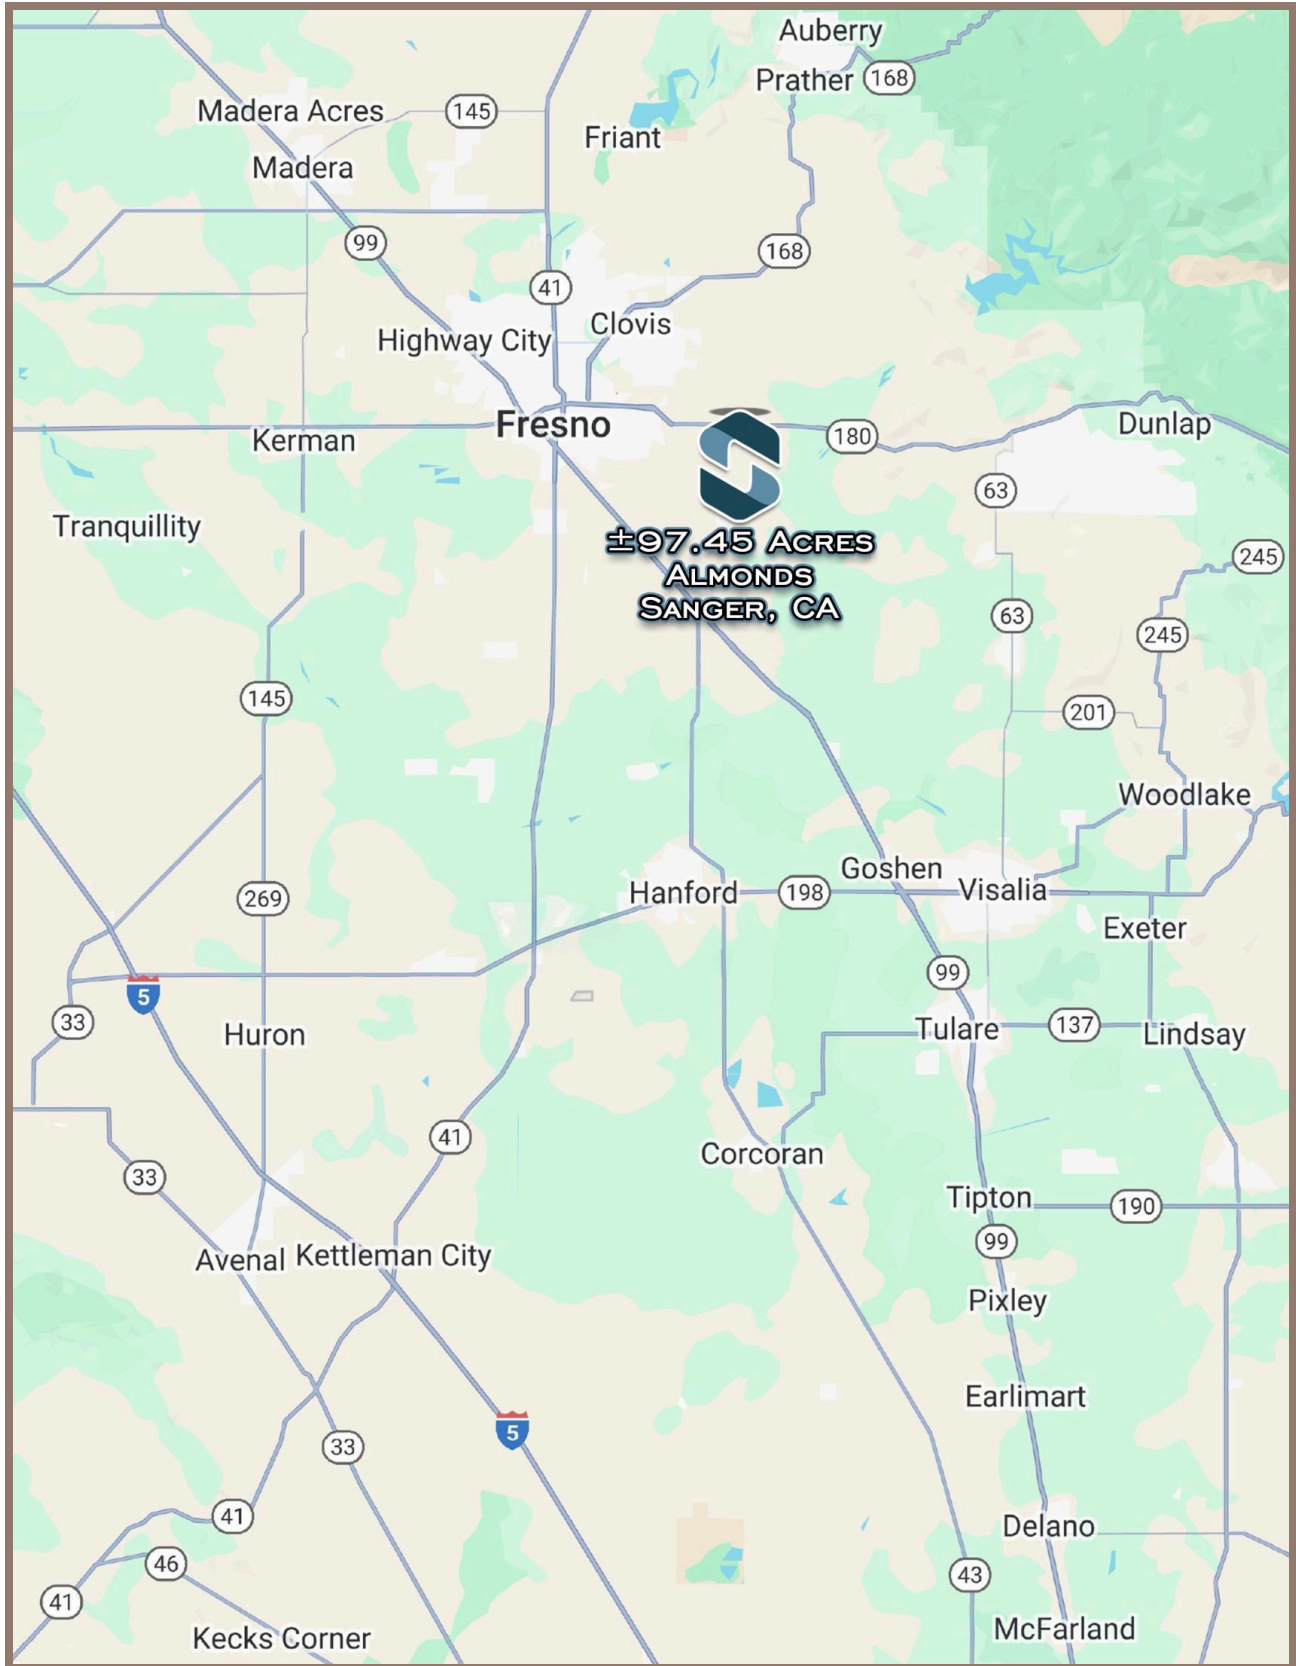 Auberry
Prather 168
Madera Acres 145
Friant
Madera
99
168
41
Clovis
Highway City
Fresno
Kerman
180
Dunlap
63
Tranquillity
±97.45 Acres
Almonds
Sanger, CA
245
63
245
145
201
Woodlake
Goshen
Hanford 198 Visalia
269
Exeter
99
5
33
Huron
Tulare 137 Lindsay
41
Corcoran
33
Tipton 190
99
Avenal Kettleman City
Pixley
Earlimart
5
33
41
Delano
46
43
41
Kecks Corner
McFarland